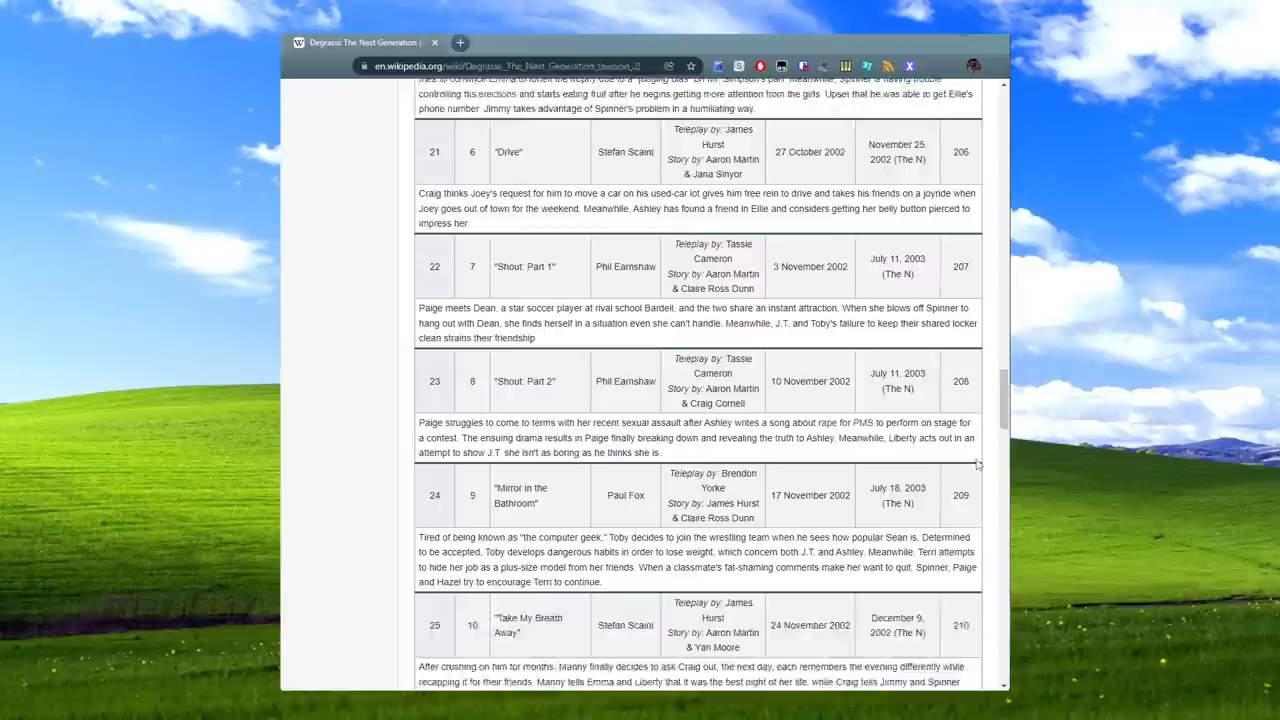 Degrassi: The Next Generation (
en.wikipedia.org/wiki/Degrassi:_The_Next_Generation_(season_2)
tries to convince Emma to forfeit the trophy due to a "judging bias" on Mr. Simpson's part. Meanwhile, Spinner is having trouble
controlling his erections and starts eating fruit after he begins getting more attention from the girls. Upset that he was able to get Ellie's
phone number. Jimmy takes advantage of Spinner's problem in a humiliating way.
21 6 "Drive" Stefan Scaini Teleplay by: James
Hurst
Story by: Aaron Martin
& Jana Sinyor 27 October 2002 November 25,
2002 (The N) 206
Craig thinks Joey's request for him to move a car on his used-car lot gives him free rein to drive and takes his friends on a joyride when
Joey goes out of town for the weekend. Meanwhile, Ashley has found a friend in Ellie and considers getting her belly button pierced to
impress her
22 7 "Shout: Part 1" Phil Earnshaw Teleplay by: Tassie
Cameron
Story by: Aaron Martin
& Claire Ross Dunn 3 November 2002 July 11, 2003
(The N) 207
Paige meets Dean, a star soccer player at rival school Bardell, and the two share an instant attraction. When she blows off Spinner to
hang out with Dean, she finds herself in a situation even she can't handle. Meanwhile, J.T. and Toby's failure to keep their shared locker
clean strains their friendship
23 8 "Shout: Part 2" Phil Earnshaw Teleplay by: Tassie
Cameron
Story by: Aaron Martin
& Craig Cornell 10 November 2002 July 11, 2003
(The N) 208
Paige struggles to come to terms with her recent sexual assault after Ashley writes a song about rape for PMS to perform on stage for
a contest. The ensuing drama results in Paige finally breaking down and revealing the truth to Ashley. Meanwhile, Liberty acts out in an
attempt to show J.T she isn't as boring as he thinks she is.
24 9 "Mirror in the
Bathroom" Paul Fox Teleplay by: Brendon
Yorke
Story by: James Hurst
& Claire Ross Dunn 17 November 2002 July 18, 2003
(The N) 209
Tired of being known as "the computer geek," Toby decides to join the wrestling team when he sees how popular Sean is. Determined
to be accepted, Toby develops dangerous habits in order to lose weight, which concern both J.T. and Ashley. Meanwhile, Terri attempts
to hide her job as a plus-size model from her friends. When a classmate's fat-shaming comments make her want to quit, Spinner, Paige
and Hazel try to encourage Terri to continue.
25 10 "Take My Breath
Away" Stefan Scaini Teleplay by: James
Hurst
Story by: Aaron Martin
& Yan Moore 24 November 2002 December 9,
2002 (The N) 210
After crushing on him for months, Manny finally decides to ask Craig out, the next day, each remembers the evening differently while
recapping it for their friends. Manny tells Emma and Liberty that it was the best night of her life, while Craig tells Jimmy and Spinner